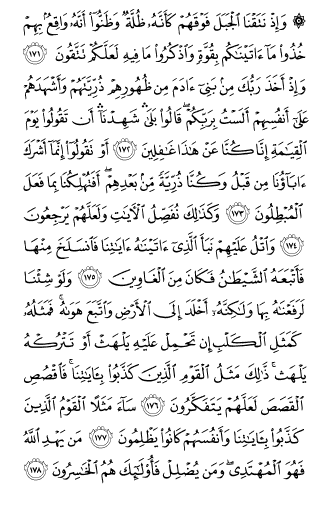 ۞ وَإِذْ نَتَقْنَا ٱلْجَبَلَ فَوْقَهُمْ كَأَنَّهُۥ ظُلَّةٌ وَظَنُّوٓا۟ أَنَّهُۥ وَاقِعٌۢ بِهِمْ
خُذُوا۟ مَآ ءَاتَيْنَٰكُم بِقُوَّةٍ وَٱذْكُرُوا۟ مَا فِيهِ لَعَلَّكُمْ تَتَّقُونَ ١٧١
وَإِذْ أَخَذَ رَبُّكَ مِنۢ بَنِىٓ ءَادَمَ مِن ظُهُورِهِمْ ذُرِّيَّتَهُمْ وَأَشْهَدَهُمْ
عَلَىٰٓ أَنفُسِهِمْ أَلَسْتُ بِرَبِّكُمْ ۖ قَالُوا۟ بَلَىٰ ۛ شَهِدْنَآ ۛ أَن تَقُولُوا۟ يَوْمَ
ٱلْقِيَٰمَةِ إِنَّا كُنَّا عَنْ هَٰذَا غَٰفِلِينَ ١٧٢ أَوْ تَقُولُوٓا۟ إِنَّمَآ أَشْرَكَ
ءَابَآؤُنَا مِن قَبْلُ وَكُنَّا ذُرِّيَّةً مِّنۢ بَعْدِهِمْ ۖ أَفَتُهْلِكُنَا بِمَا فَعَلَ
ٱلْمُبْطِلُونَ ١٧٣ وَكَذَٰلِكَ نُفَصِّلُ ٱلْءَايَٰتِ وَلَعَلَّهُمْ يَرْجِعُونَ
١٧٤ وَٱتْلُ عَلَيْهِمْ نَبَأَ ٱلَّذِىٓ ءَاتَيْنَٰهُ ءَايَٰتِنَا فَٱنسَلَخَ مِنْهَا
فَأَتْبَعَهُ ٱلشَّيْطَٰنُ فَكَانَ مِنَ ٱلْغَاوِينَ ١٧٥ وَلَوْ شِئْنَا
لَرَفَعْنَٰهُ بِهَا وَلَٰكِنَّهُۥٓ أَخْلَدَ إِلَى ٱلْأَرْضِ وَٱتَّبَعَ هَوَىٰهُ ۚ فَمَثَلُهُۥ
كَمَثَلِ ٱلْكَلْبِ إِن تَحْمِلْ عَلَيْهِ يَلْهَثْ أَوْ تَتْرُكْهُ
يَلْهَث ۚ ذَّٰلِكَ مَثَلُ ٱلْقَوْمِ ٱلَّذِينَ كَذَّبُوا۟ بِـَٔايَٰتِنَا ۚ فَٱقْصُصِ
ٱلْقَصَصَ لَعَلَّهُمْ يَتَفَكَّرُونَ ١٧٦ سَآءَ مَثَلًا ٱلْقَوْمُ ٱلَّذِينَ
كَذَّبُوا۟ بِـَٔايَٰتِنَا وَأَنفُسَهُمْ كَانُوا۟ يَظْلِمُونَ ١٧٧ مَن يَهْدِ ٱللَّهُ
فَهُوَ ٱلْمُهْتَدِى ۖ وَمَن يُضْلِلْ فَأُو۟لَٰٓئِكَ هُمُ ٱلْخَٰسِرُونَ ١٧٨